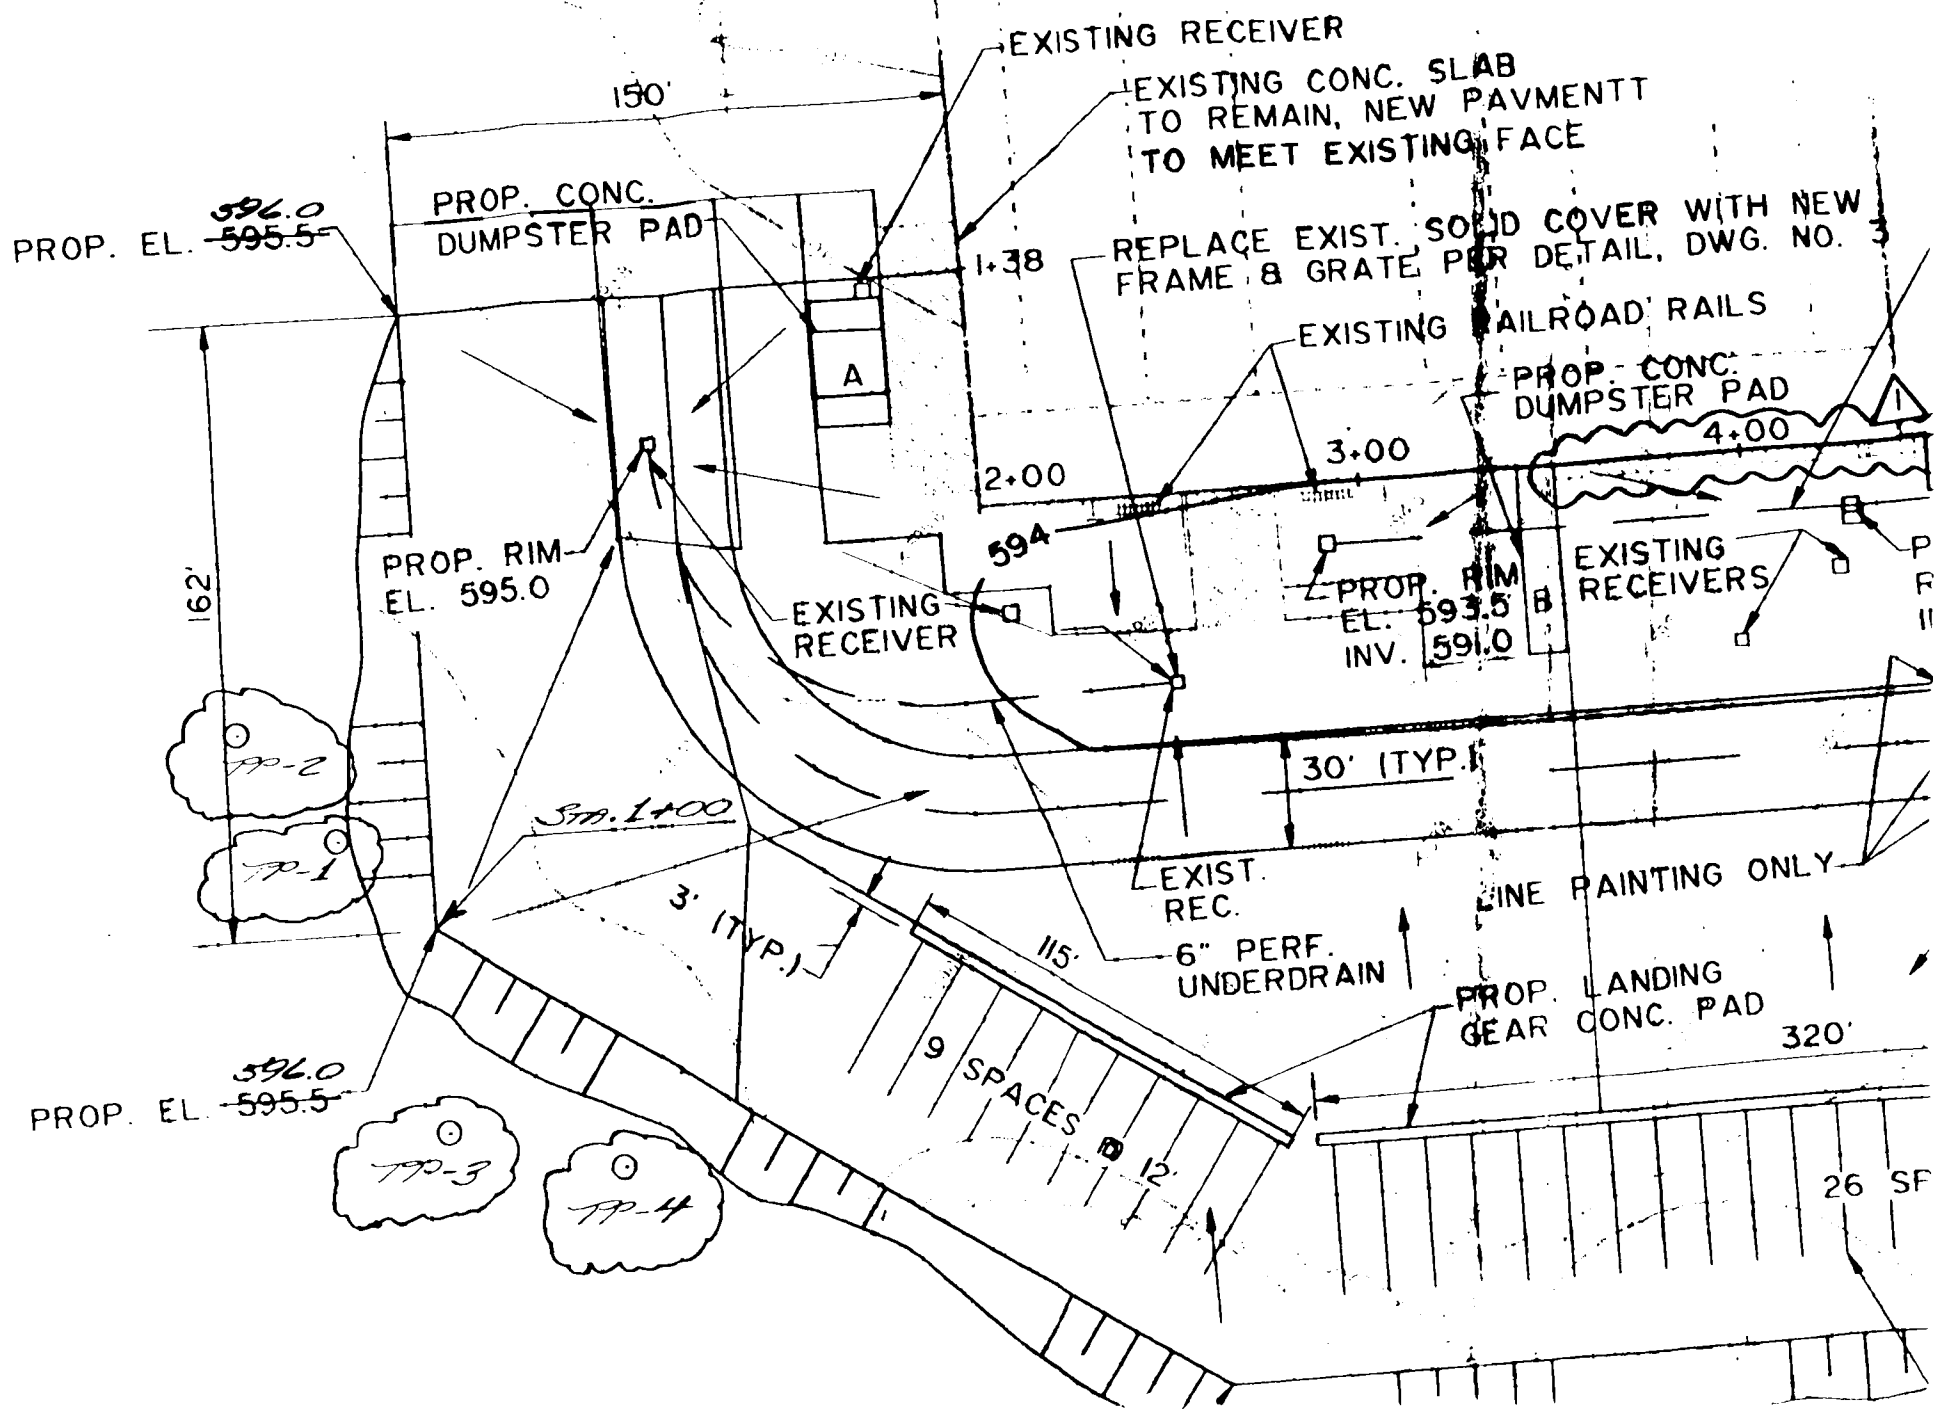 EXISTING RECEIVER
EXISTING CONC. SLAB
TO REMAIN, NEW PAVMENTT
TO MEET EXISTING FACE
150'
596.0
PROP. EL. 595.5
PROP. CONC.
DUMPSTER PAD
1+38
REPLACE EXIST. SOLID COVER WITH NEW
FRAME & GRATE PER DETAIL, DWG. NO. 3
EXISTING RAILROAD RAILS
A
PROP. CONC.
DUMPSTER PAD
1
4+00
3+00
2+00
594
162'
PROP. RIM
EL. 595.0
EXISTING
RECEIVER
PROP. RIM
EL. 593.5
INV. 591.0
B
EXISTING
RECEIVERS
P
R
TP-2
TP-1
STA. 1+00
30' (TYP.)
3' (TYP.)
EXIST.
REC.
LINE PAINTING ONLY
115'
6" PERF.
UNDERDRAIN
PROP. LANDING
GEAR CONC. PAD
320'
9 SPACES @ 12'
26 SP
596.0
PROP. EL. 595.5
TP-3
TP-4